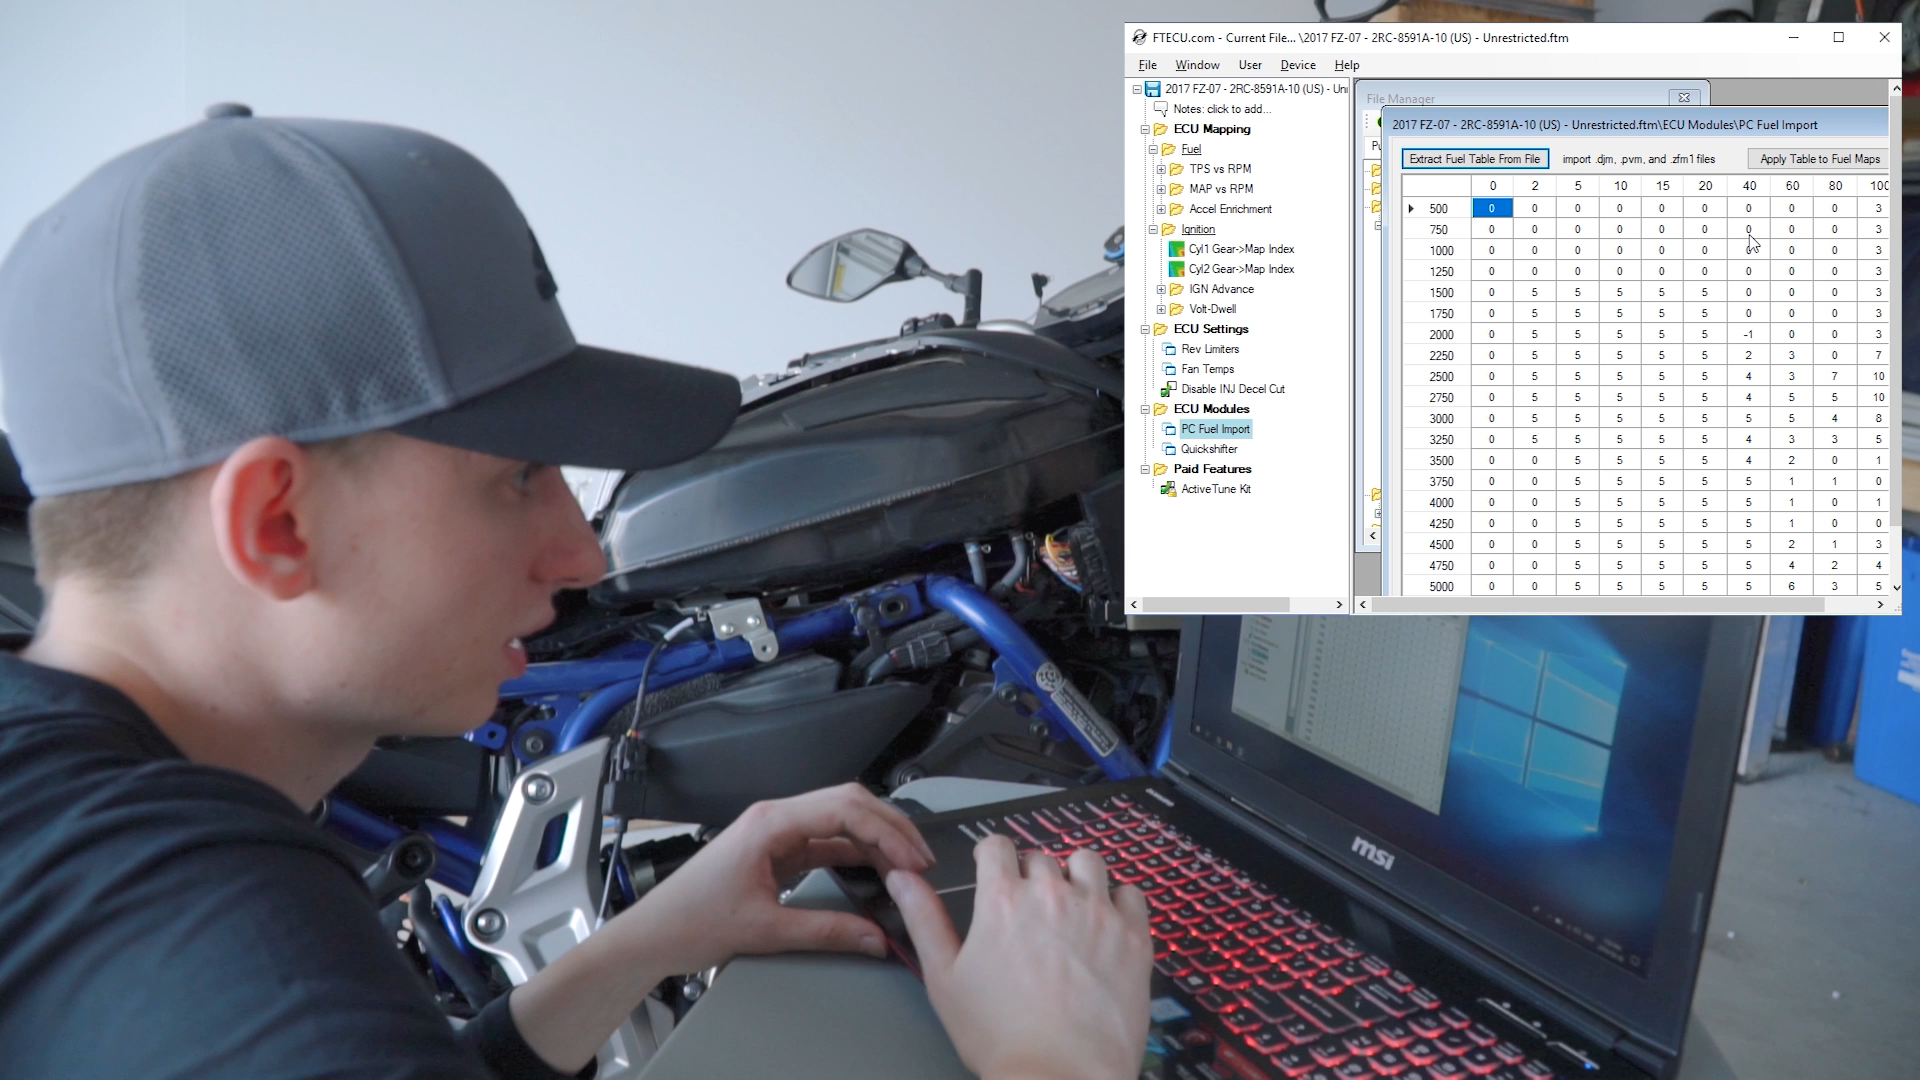 FTECU.com - Current File... \2017 FZ-07 - 2RC-8591A-10 (US) - Unrestricted.ftm
File Window User Device Help
2017 FZ-07 - 2RC-8591A-10 (US) - Un
Notes: click to add...
ECU Mapping
Fuel
TPS vs RPM
MAP vs RPM
Accel Enrichment
Ignition
Cyl1 Gear->Map Index
Cyl2 Gear->Map Index
IGN Advance
Volt-Dwell
ECU Settings
Rev Limiters
Fan Temps
Disable INJ Decel Cut
ECU Modules
PC Fuel Import
Quickshifter
Paid Features
ActiveTune Kit
File Manager
2017 FZ-07 - 2RC-8591A-10 (US) - Unrestricted.ftm\ECU Modules\PC Fuel Import
Extract Fuel Table From File import .djm, .pvm, and .zfm1 files Apply Table to Fuel Maps
0 2 5 10 15 20 40 60 80 100
500 0 0 0 0 0 0 0 0 0 3
750 0 0 0 0 0 0 0 0 0 3
1000 0 0 0 0 0 0 0 0 0 3
1250 0 0 0 0 0 0 0 0 0 3
1500 0 5 5 5 5 5 0 0 0 3
1750 0 5 5 5 5 5 0 0 0 3
2000 0 5 5 5 5 5 -1 0 0 3
2250 0 5 5 5 5 5 2 3 0 7
2500 0 5 5 5 5 5 4 3 7 10
2750 0 5 5 5 5 5 4 5 5 10
3000 0 5 5 5 5 5 5 5 4 8
3250 0 0 5 5 5 5 4 3 3 5
3500 0 0 5 5 5 5 4 2 0 1
3750 0 0 5 5 5 5 5 1 1 0
4000 0 0 5 5 5 5 5 1 0 1
4250 0 0 5 5 5 5 5 1 0 0
4500 0 0 5 5 5 5 5 2 1 3
4750 0 0 5 5 5 5 5 4 2 4
5000 0 0 5 5 5 5 5 6 3 5
msi